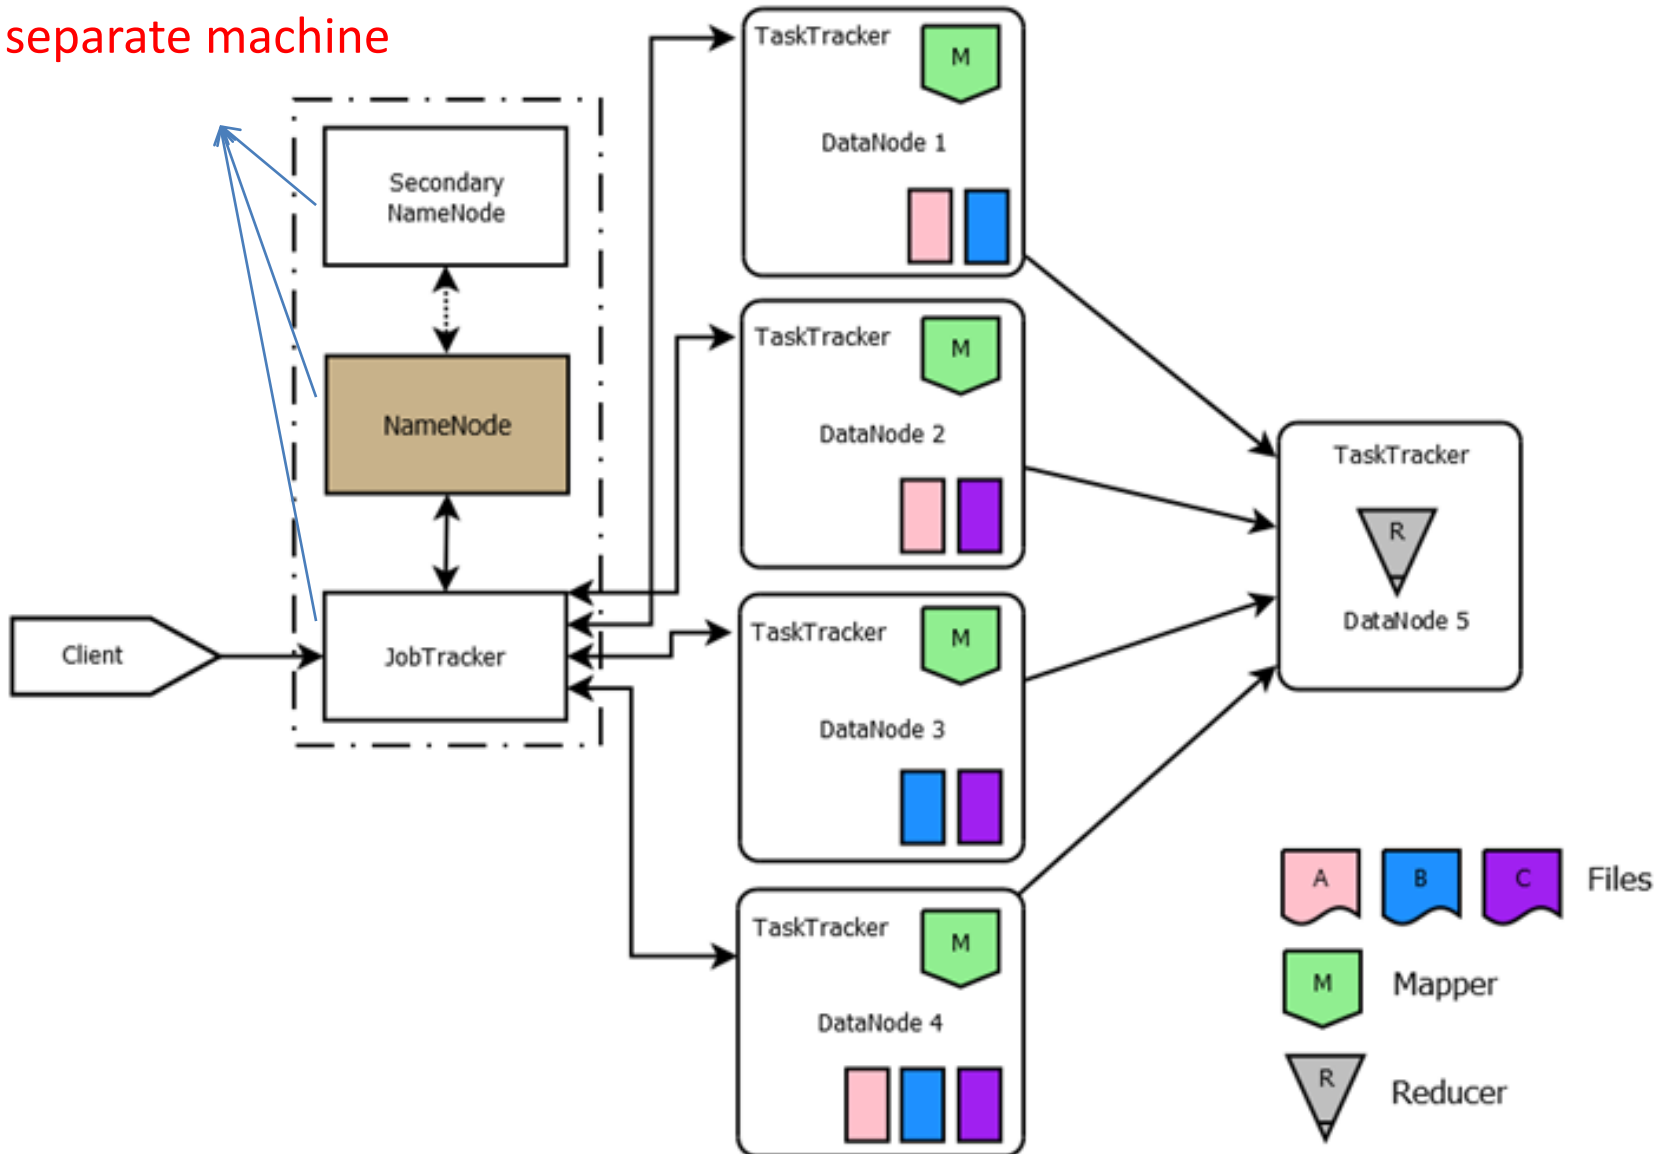 separate machine
Secondary
NameNode
NameNode
JobTracker
Client
TaskTracker
M
DataNode 1
TaskTracker
M
DataNode 2
TaskTracker
M
DataNode 3
TaskTracker
M
DataNode 4
TaskTracker
R
DataNode 5
A B C Files
M Mapper
R Reducer